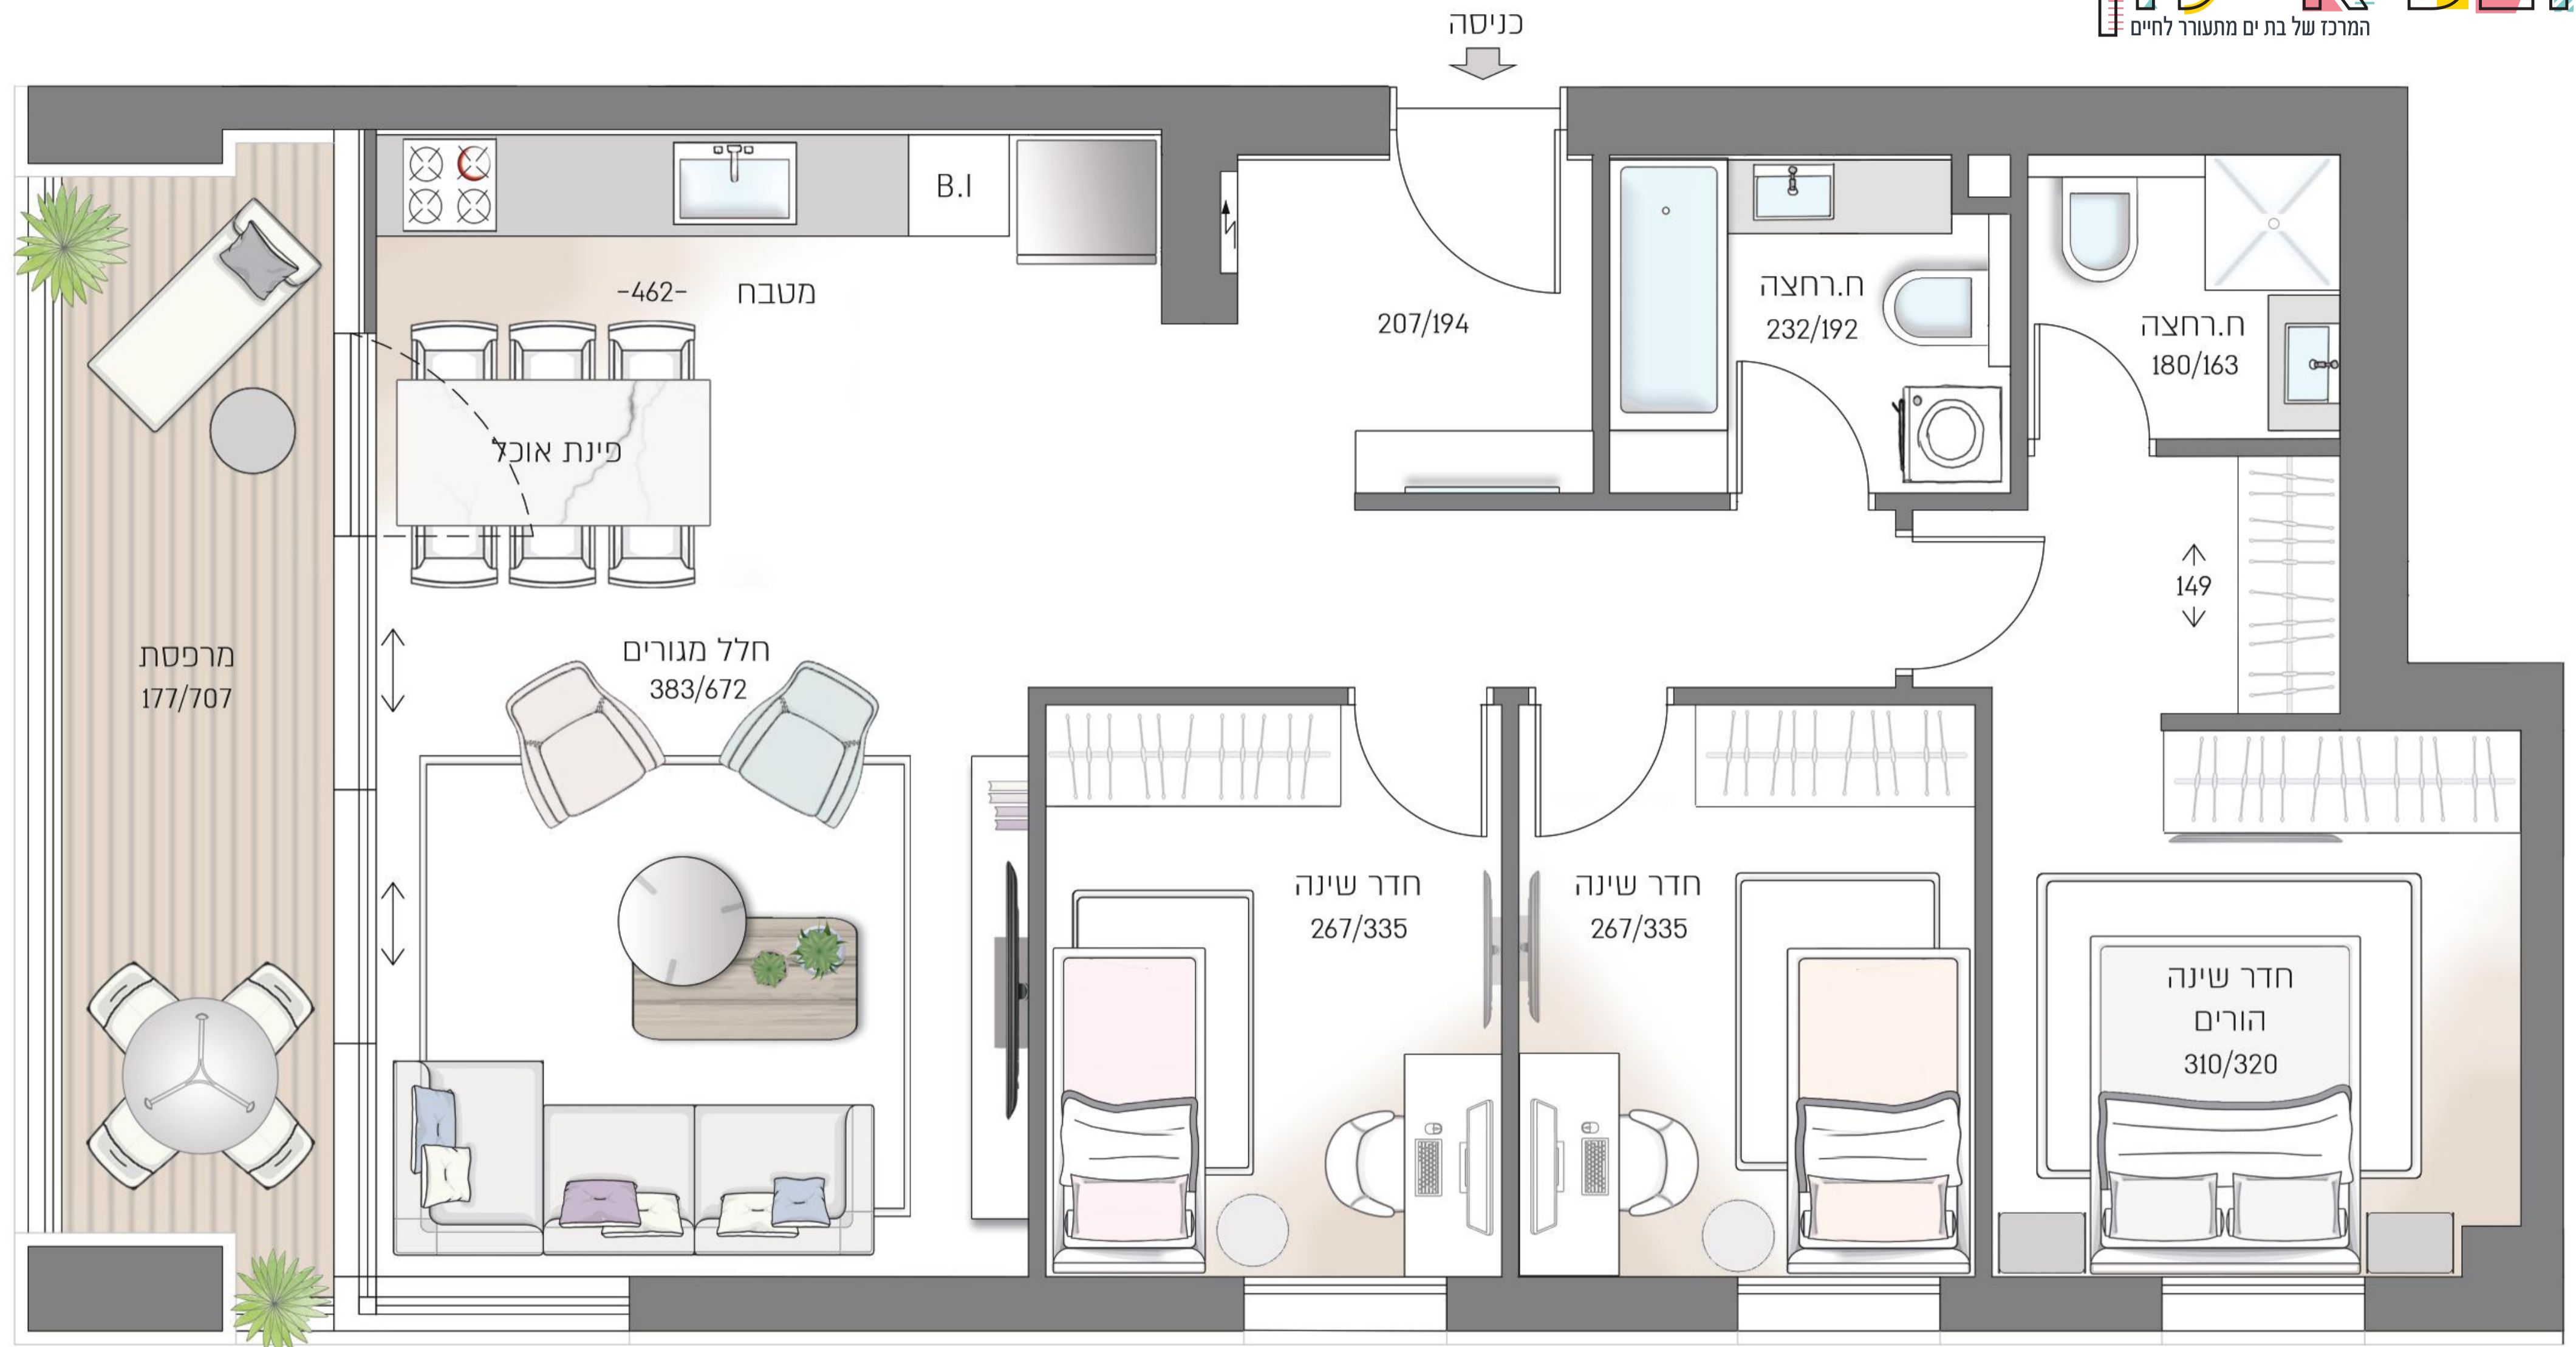 המרכז של בת ים מתעורר לחיים
כניסה
B.I
מטבח -462-
207/194
ח.רחצה
232/192
ח.רחצה
180/163
פינת אוכל
149
מרפסת
177/707
חלל מגורים
383/672
חדר שינה
267/335
חדר שינה
267/335
חדר שינה
הורים
310/320